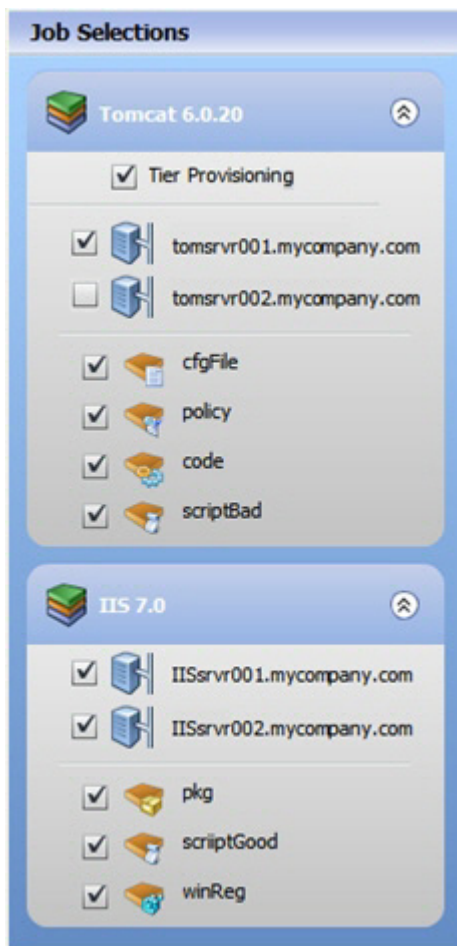 Job Selections
Tomcat 6.0.20
Tier Provisioning
tomsrvr001.mycompany.com
tomsrvr002.mycompany.com
cfgFile
policy
code
scriptBad
IIS 7.0
IISsrvr001.mycompany.com
IISsrvr002.mycompany.com
pkg
scriiptGood
winReg